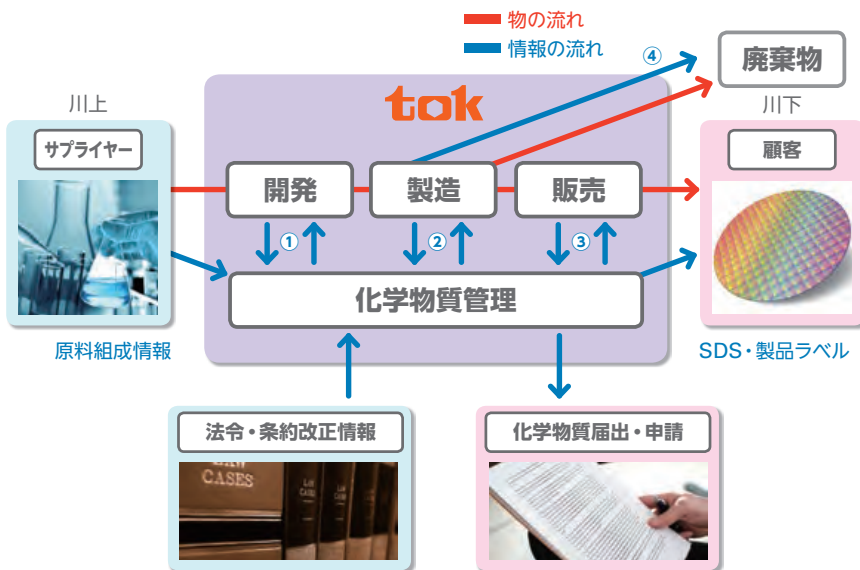 物の流れ
情報の流れ
④
廃棄物
tok
川上
川下
サプライヤー
顧客
開発
製造
販売
①
②
③
化学物質管理
原料組成情報
SDS・製品ラベル
法令・条約改正情報
化学物質届出・申請
LAW
CASES
LAW
CASES